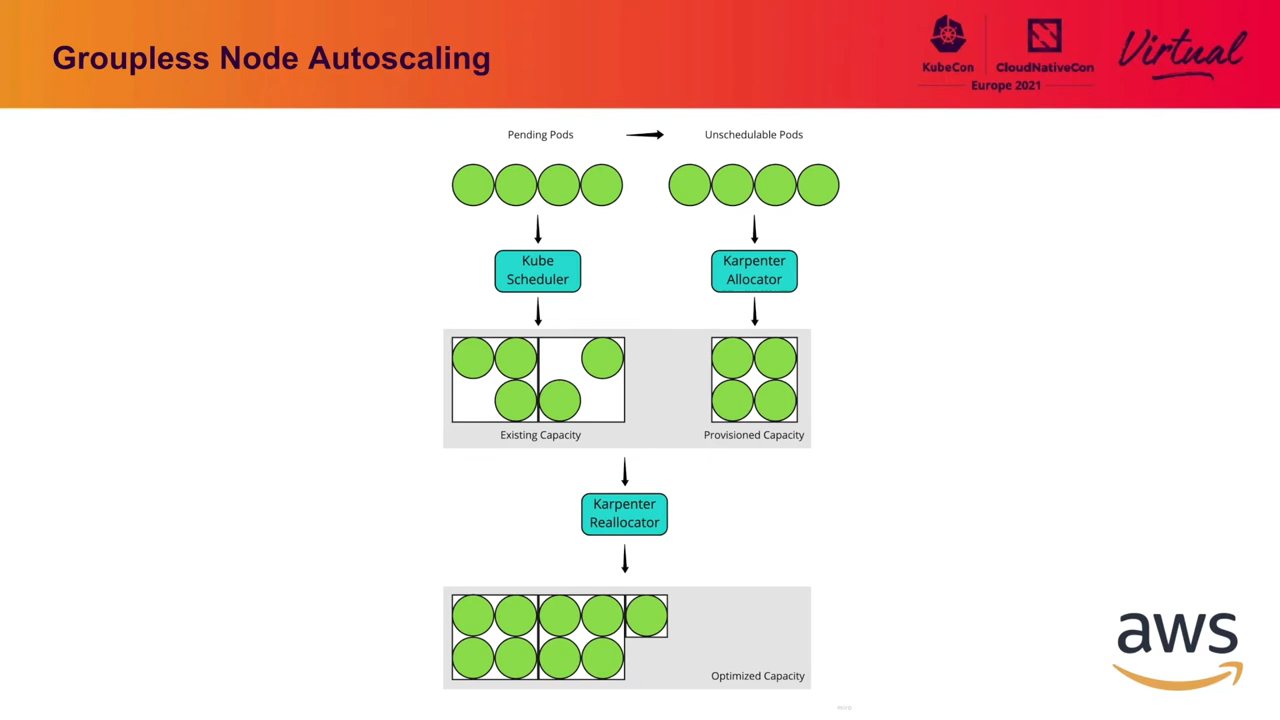 Groupless Node Autoscaling
KubeCon
CloudNativeCon
Europe 2021
Virtual
Pending Pods
Unschedulable Pods
Kube
Scheduler
Karpenter
Allocator
Existing Capacity
Provisioned Capacity
Karpenter
Reallocator
Optimized Capacity
aws
miro